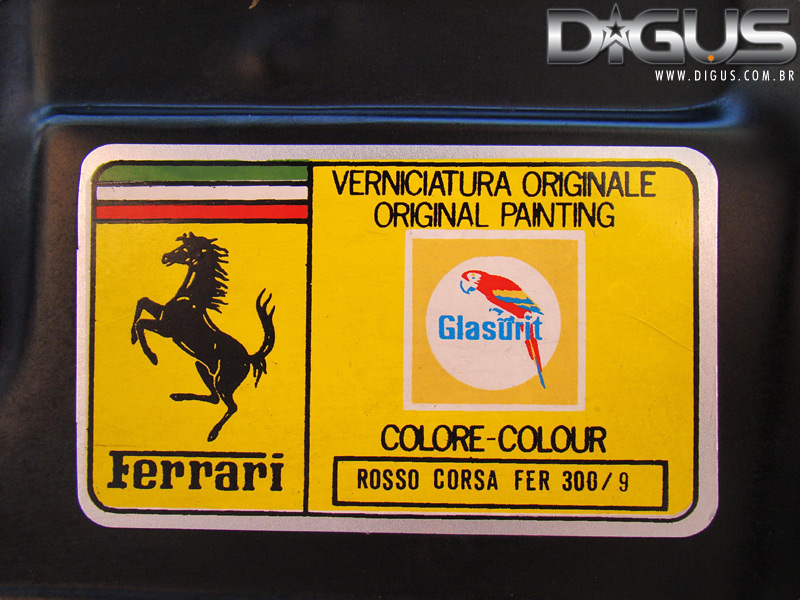 DIGUS
WWW.DIGUS.COM.BR
VERNICIATURA ORIGINALE
ORIGINAL PAINTING
Glasurit
Ferrari
COLORE-COLOUR
ROSSO CORSA FER 300/9